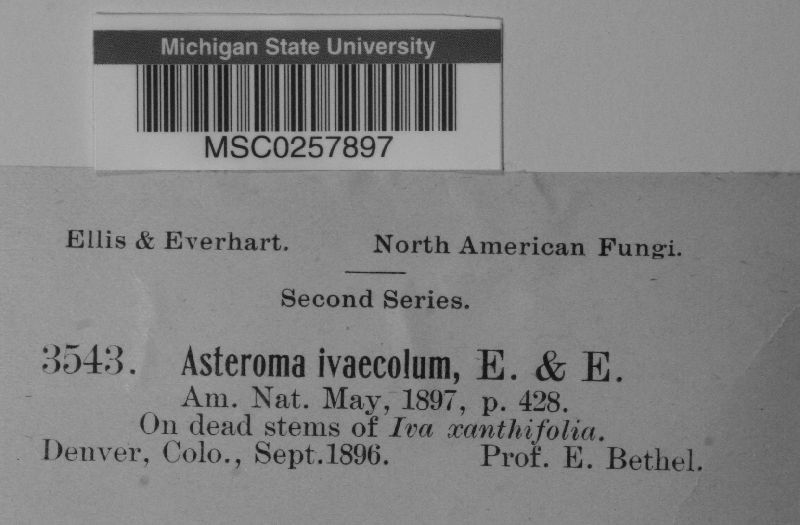 Michigan State University
MSC0257897
Ellis & Everhart. North American Fungi.
Second Series.
3543. Asteroma ivaecolum, E. & E.
Am. Nat. May, 1897, p. 428.
On dead stems of Iva xanthifolia.
Denver, Colo., Sept.1896. Prof. E. Bethel.